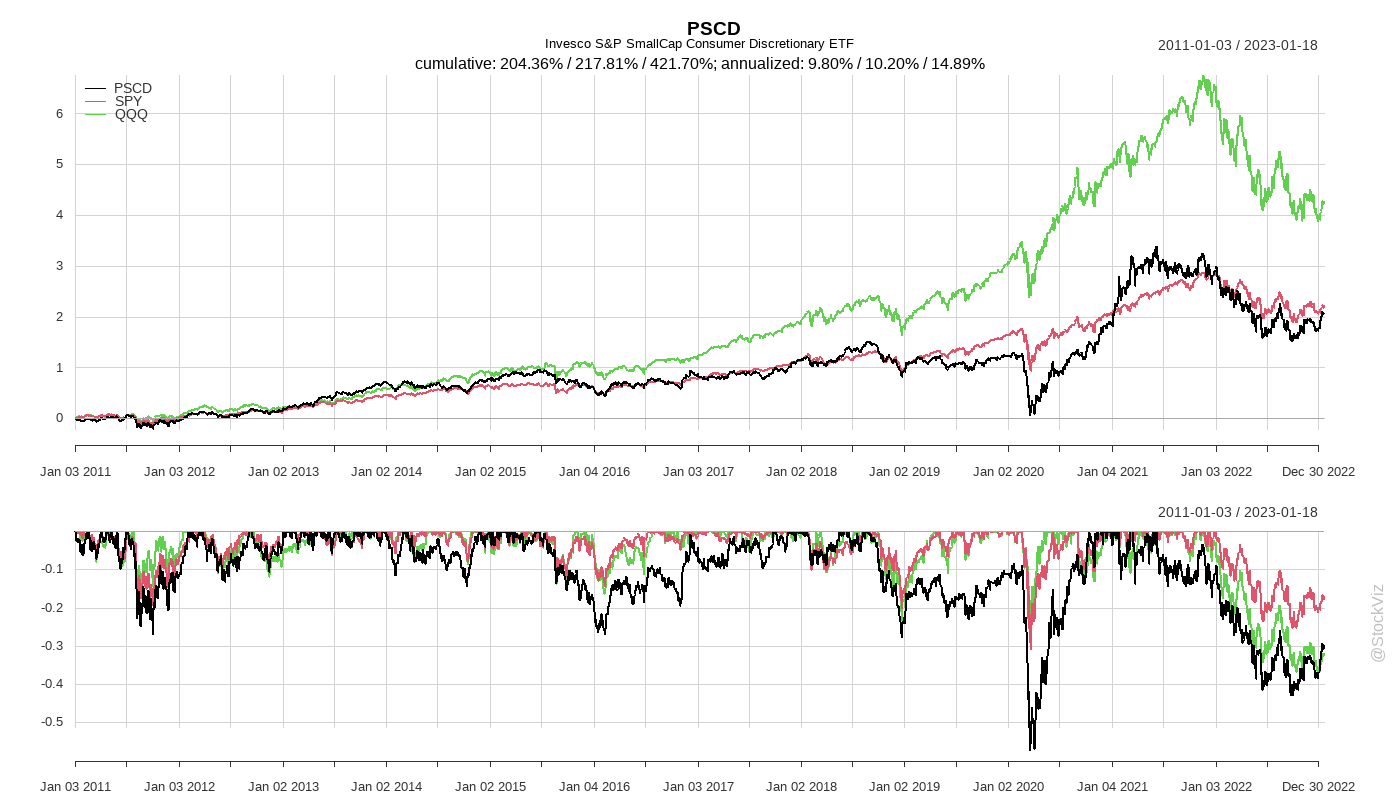 PSCD
Invesco S&P SmallCap Consumer Discretionary ETF
2011-01-03 / 2023-01-18
cumulative: 204.36% / 217.81% / 421.70%; annualized: 9.80% / 10.20% / 14.89%
PSCD
SPY
QQQ
6
5
4
3
2
1
0
Jan 03 2011 Jan 03 2012 Jan 02 2013 Jan 02 2014 Jan 02 2015 Jan 04 2016 Jan 03 2017 Jan 02 2018 Jan 02 2019 Jan 02 2020 Jan 04 2021 Jan 03 2022 Dec 30 2022
2011-01-03 / 2023-01-18
-0.1
-0.2
-0.3
-0.4
-0.5
Jan 03 2011 Jan 03 2012 Jan 02 2013 Jan 02 2014 Jan 02 2015 Jan 04 2016 Jan 03 2017 Jan 02 2018 Jan 02 2019 Jan 02 2020 Jan 04 2021 Jan 03 2022 Dec 30 2022
@StockViz